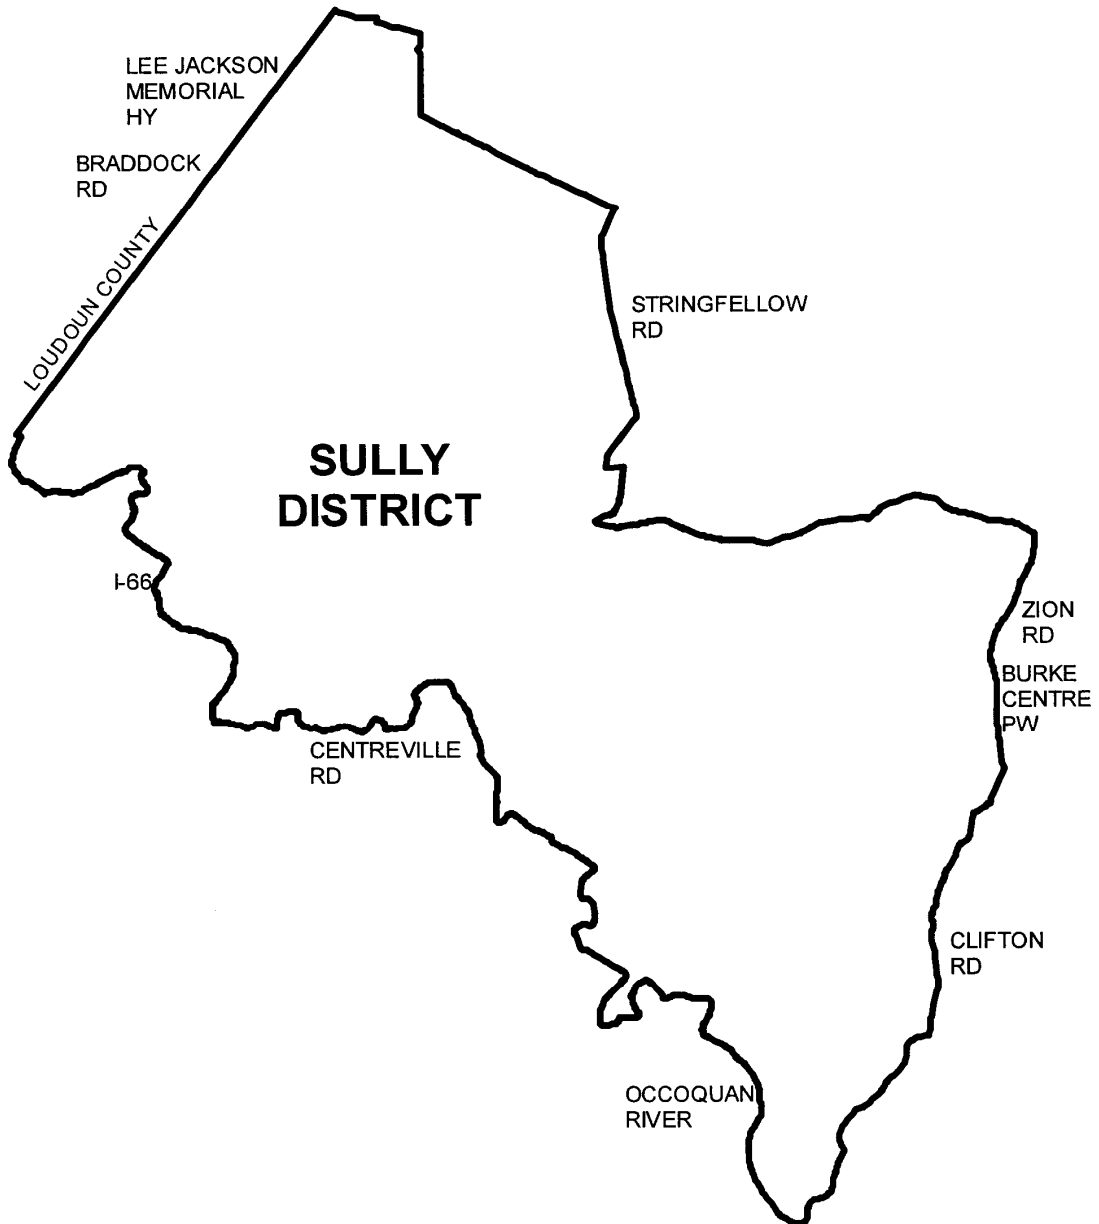 LEE JACKSON
MEMORIAL
HY
BRADDOCK
RD
LOUDOUN COUNTY
STRINGFELLOW
RD
SULLY
DISTRICT
I-66
ZION
RD
BURKE
CENTRE
PW
CENTREVILLE
RD
CLIFTON
RD
OCCOQUAN
RIVER